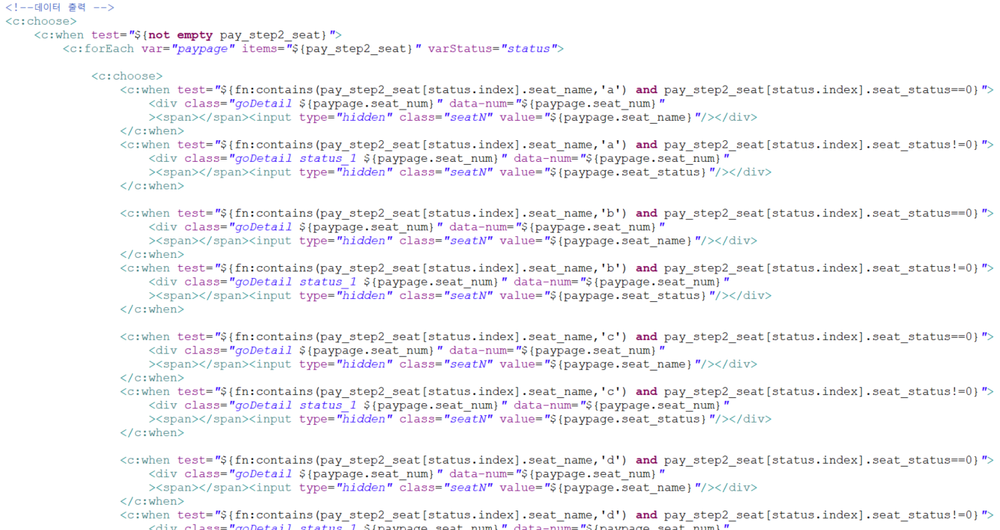 <!--데이터 출력 -->
<c:choose>
<c:when test="${not empty pay_step2_seat}">
<c:forEach var="paypage" items="${pay_step2_seat}" varStatus="status">
<c:choose>
<c:when test="${fn:contains(pay_step2_seat[status.index].seat_name,'a') and pay_step2_seat[status.index].seat_status==0}">
<div class="goDetail ${paypage.seat_num}" data-num="${paypage.seat_num}"
><span></span><input type="hidden" class="seatN" value="${paypage.seat_name}"/></div>
</c:when>
<c:when test="${fn:contains(pay_step2_seat[status.index].seat_name,'a') and pay_step2_seat[status.index].seat_status!=0}">
<div class="goDetail status_1 ${paypage.seat_num}" data-num="${paypage.seat_num}"
><span></span><input type="hidden" class="seatN" value="${paypage.seat_status}"/></div>
</c:when>
<c:when test="${fn:contains(pay_step2_seat[status.index].seat_name,'b') and pay_step2_seat[status.index].seat_status==0}">
<div class="goDetail ${paypage.seat_num}" data-num="${paypage.seat_num}"
><span></span><input type="hidden" class="seatN" value="${paypage.seat_name}"/></div>
</c:when>
<c:when test="${fn:contains(pay_step2_seat[status.index].seat_name,'b') and pay_step2_seat[status.index].seat_status!=0}">
<div class="goDetail status_1 ${paypage.seat_num}" data-num="${paypage.seat_num}"
><span></span><input type="hidden" class="seatN" value="${paypage.seat_status}"/></div>
</c:when>
<c:when test="${fn:contains(pay_step2_seat[status.index].seat_name,'c') and pay_step2_seat[status.index].seat_status==0}">
<div class="goDetail ${paypage.seat_num}" data-num="${paypage.seat_num}"
><span></span><input type="hidden" class="seatN" value="${paypage.seat_name}"/></div>
</c:when>
<c:when test="${fn:contains(pay_step2_seat[status.index].seat_name,'c') and pay_step2_seat[status.index].seat_status!=0}">
<div class="goDetail status_1 ${paypage.seat_num}" data-num="${paypage.seat_num}"
><span></span><input type="hidden" class="seatN" value="${paypage.seat_status}"/></div>
</c:when>
<c:when test="${fn:contains(pay_step2_seat[status.index].seat_name,'d') and pay_step2_seat[status.index].seat_status==0}">
<div class="goDetail ${paypage.seat_num}" data-num="${paypage.seat_num}"
><span></span><input type="hidden" class="seatN" value="${paypage.seat_name}"/></div>
</c:when>
<c:when test="${fn:contains(pay_step2_seat[status.index].seat_name,'d') and pay_step2_seat[status.index].seat_status!=0}">
<div class="goDetail status_1 ${paypage.seat_num}" data-num="${paypage.seat_num}"